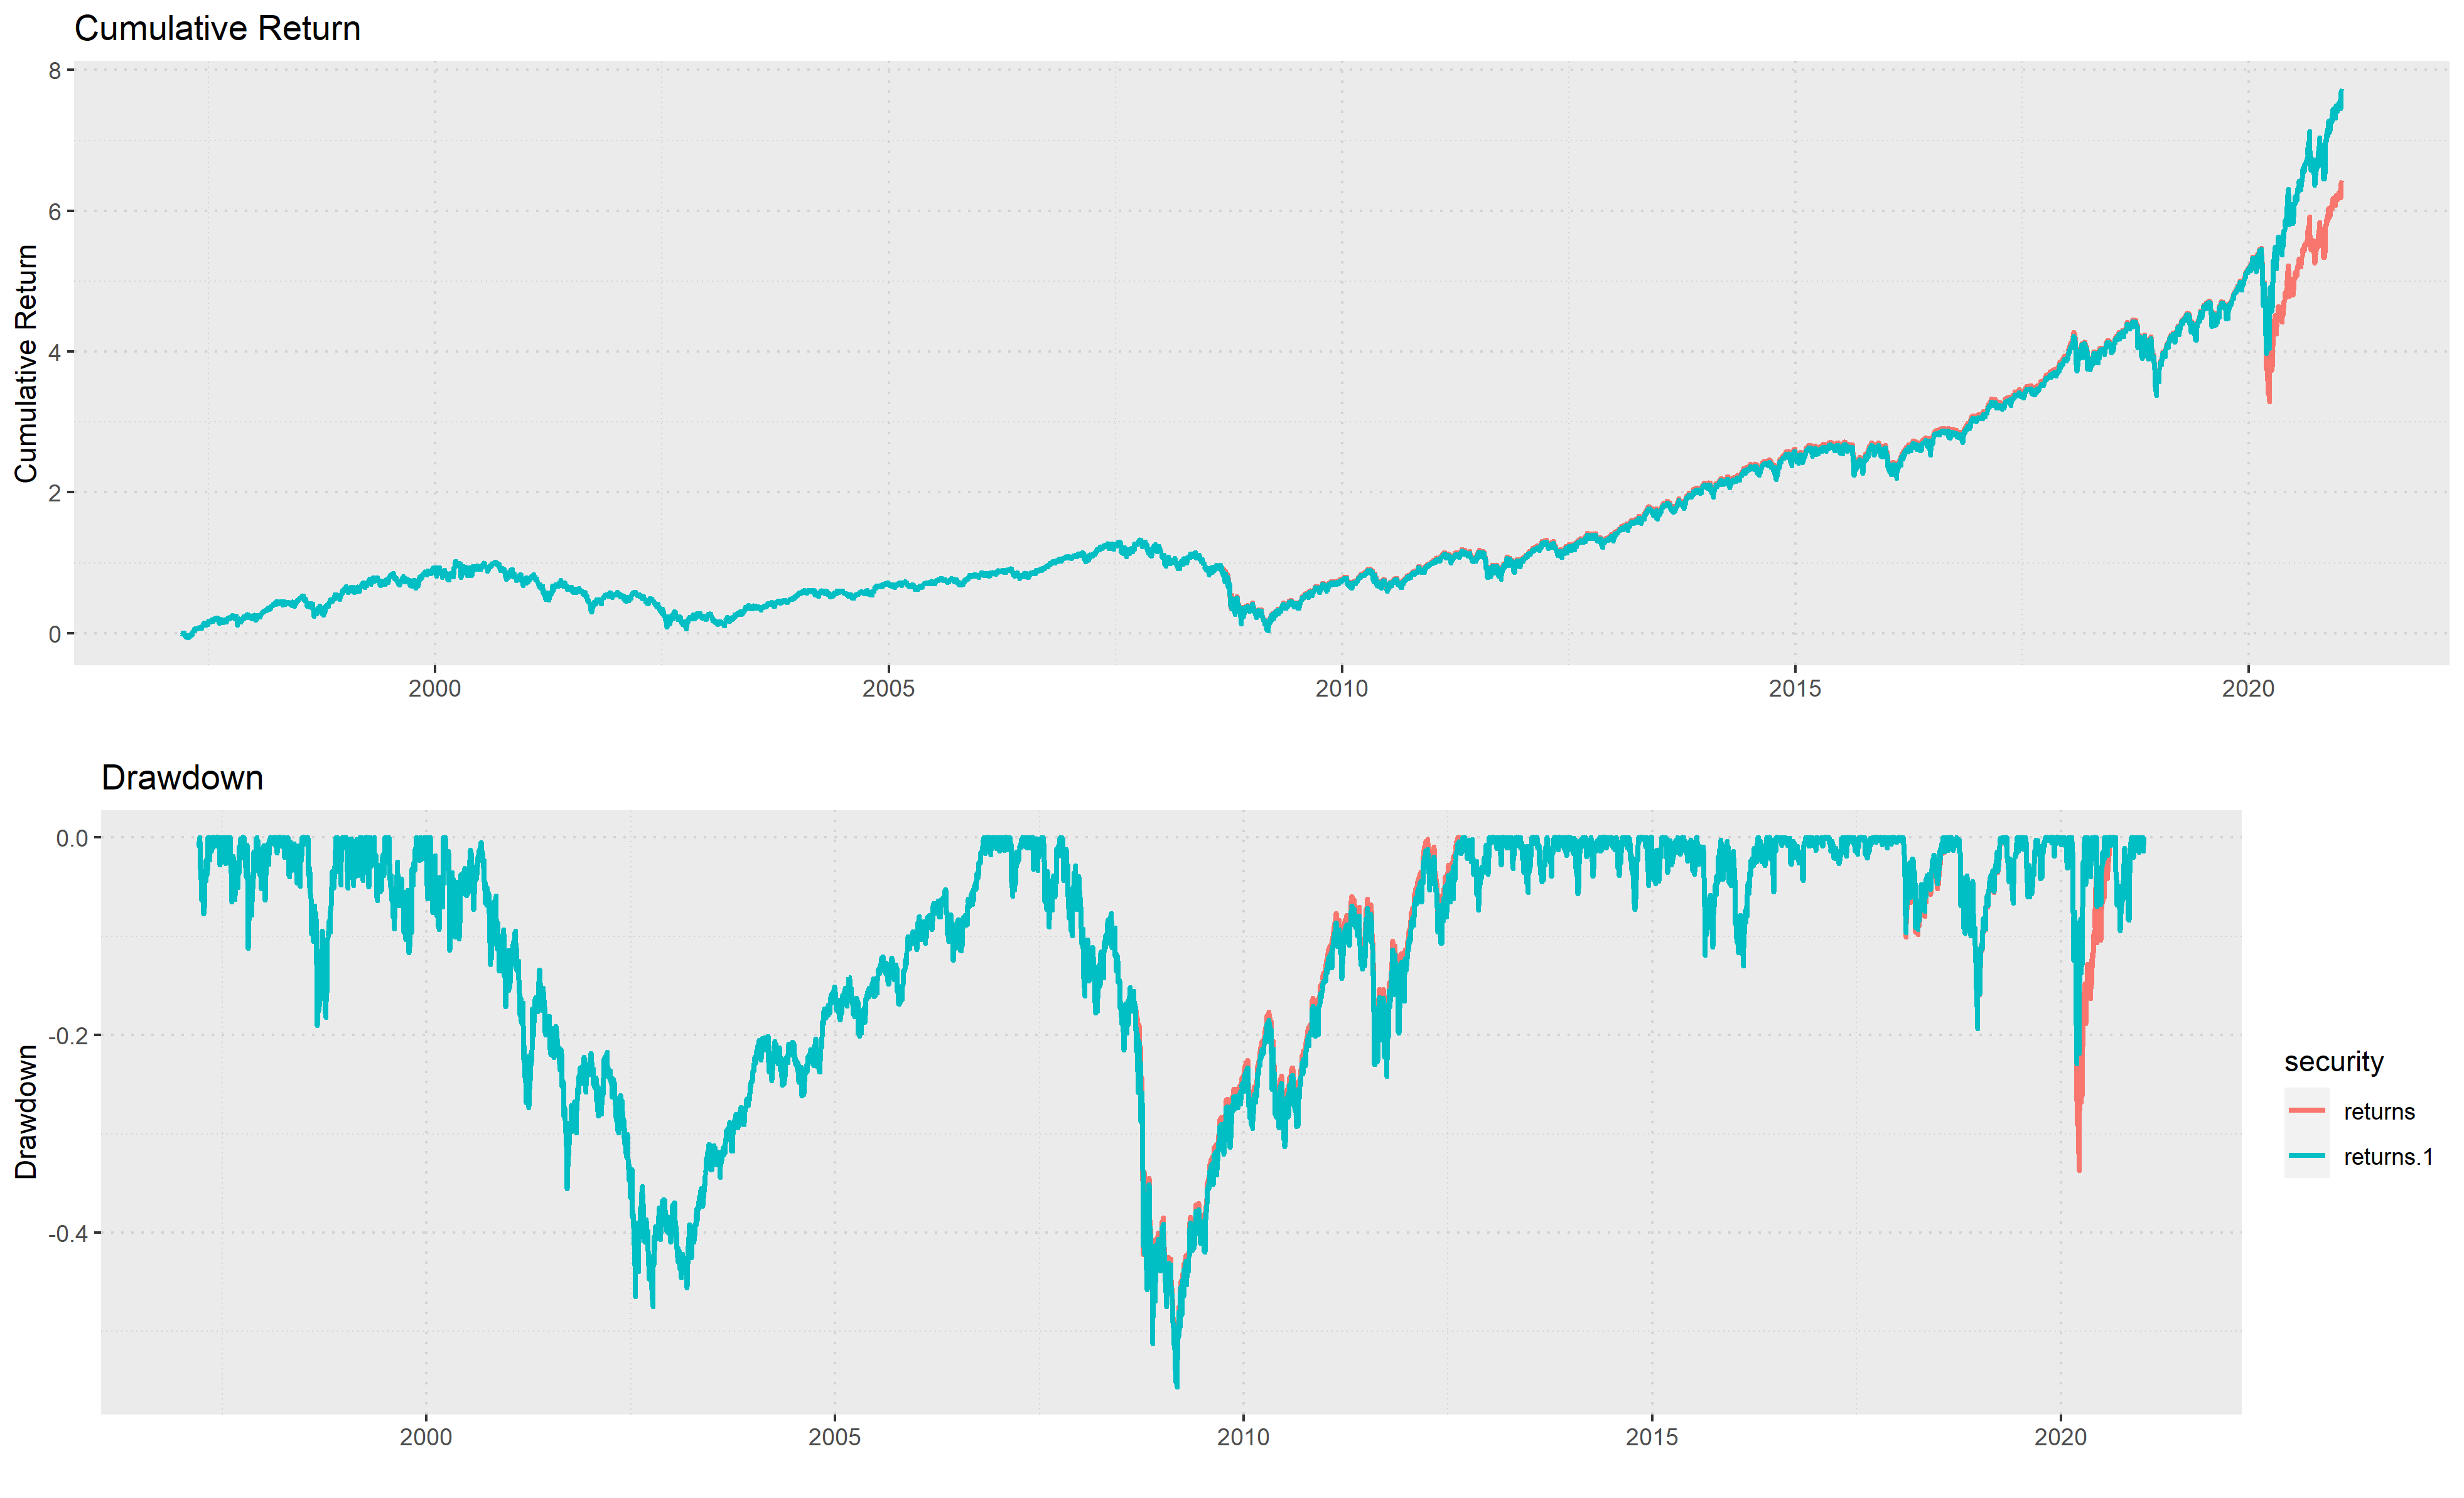 Cumulative Return
Cumulative Return
8
6
4
2
0
2000 2005 2010 2015 2020
Drawdown
Drawdown
0.0
-0.2
-0.4
2000 2005 2010 2015 2020
security
returns
returns.1